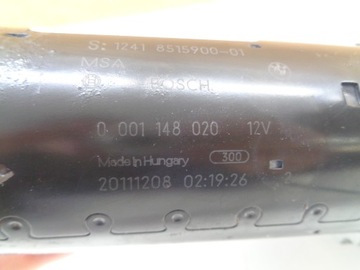 S: 1241 8515900-01
MSA
BOSCH
0 001 148 020 12V
Made in Hungary 300
20111208 02:19:26